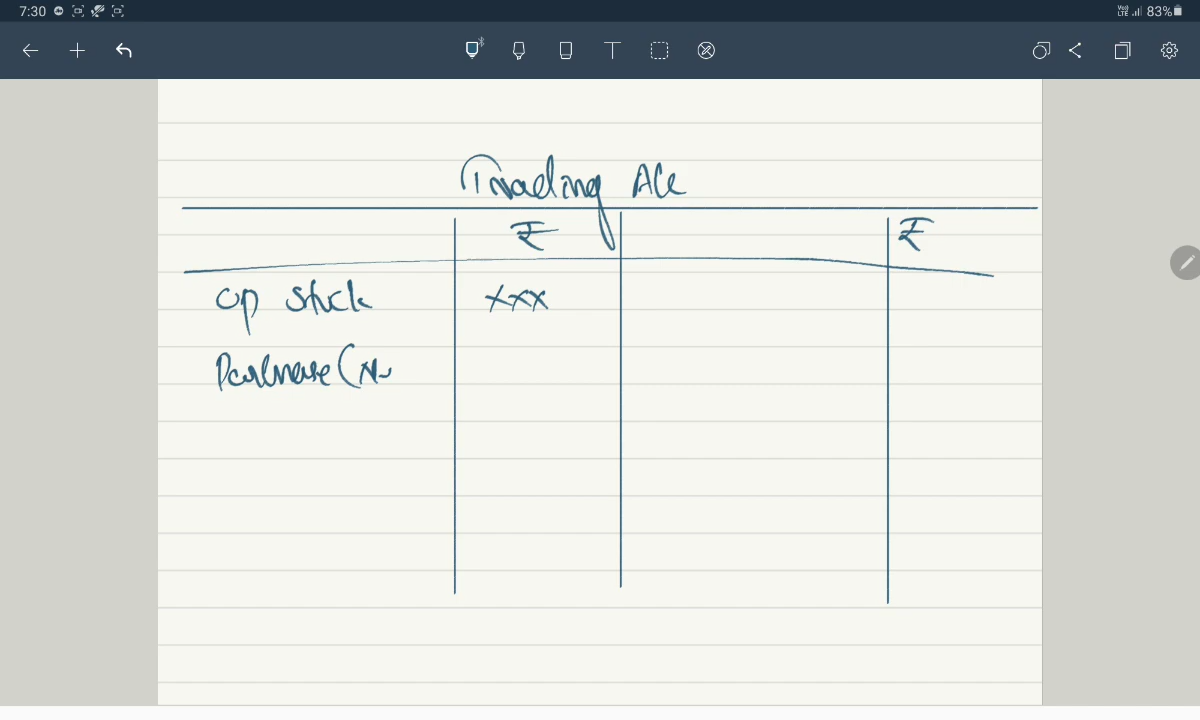 7:30 83%
Trading A/c
₹ ₹
Op Stock xxx
Purchase (N